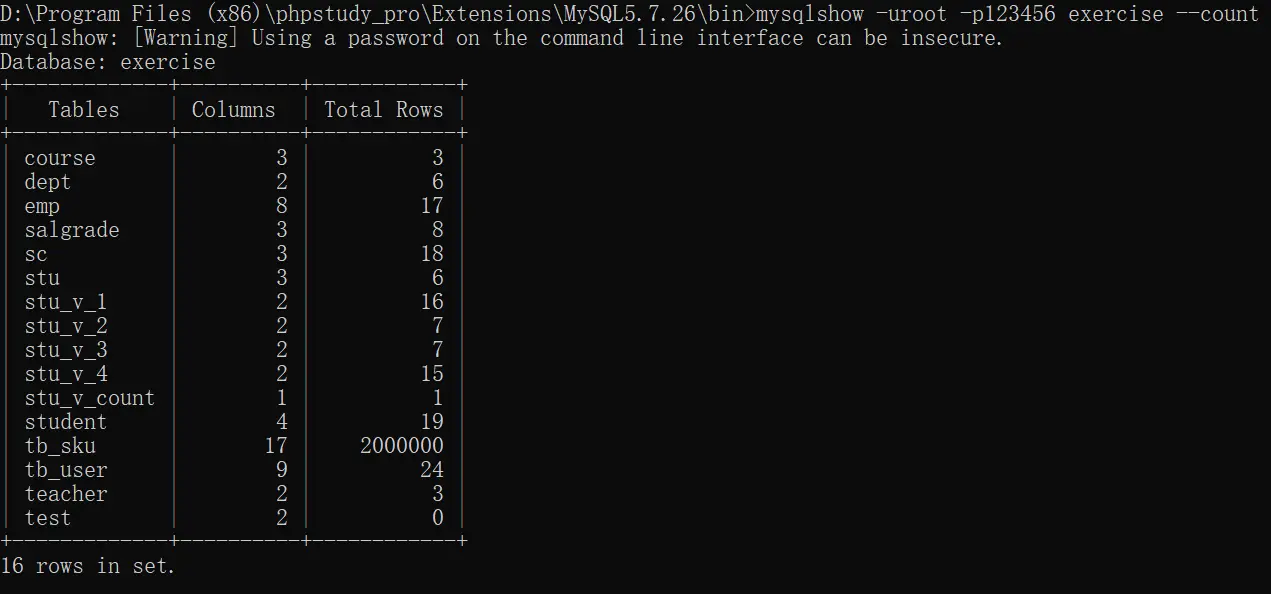 D:\Program Files (x86)\phpstudy_pro\Extensions\MySQL5.7.26\bin>mysqlshow -uroot -p123456 exercise --count
mysqlshow: [Warning] Using a password on the command line interface can be insecure.
Database: exercise
+-------------+----------+------------+
|   Tables    | Columns  | Total Rows |
+-------------+----------+------------+
| course      |        3 |          3 |
| dept        |        2 |          6 |
| emp         |        8 |         17 |
| salgrade    |        3 |          8 |
| sc          |        3 |         18 |
| stu         |        3 |          6 |
| stu_v_1     |        2 |         16 |
| stu_v_2     |        2 |          7 |
| stu_v_3     |        2 |          7 |
| stu_v_4     |        2 |         15 |
| stu_v_count |        1 |          1 |
| student     |        4 |         19 |
| tb_sku      |       17 |    2000000 |
| tb_user     |        9 |         24 |
| teacher     |        2 |          3 |
| test        |        2 |          0 |
+-------------+----------+------------+
16 rows in set.